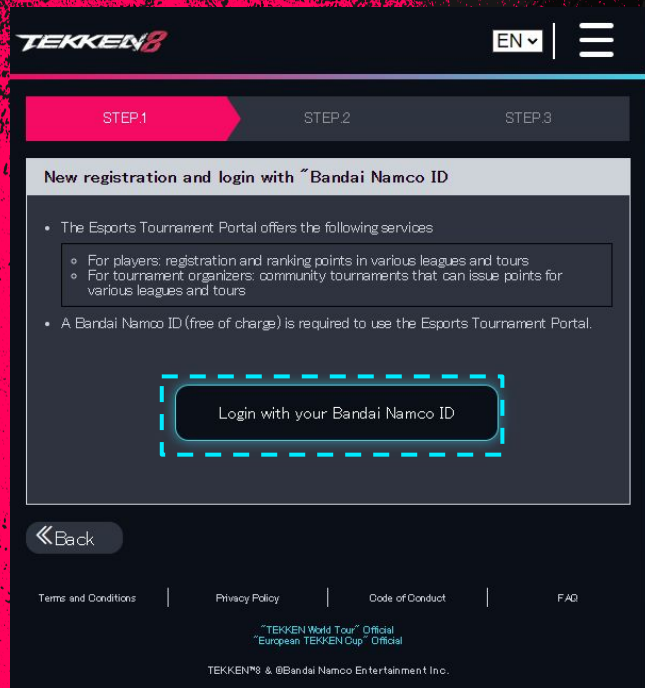 TEKKEN8
EN
STEP.1
STEP.2
STEP.3
New registration and login with ˝Bandai Namco ID
• The Esports Tournament Portal offers the following services
◦ For players: registration and ranking points in various leagues and tours
◦ For tournament organizers: community tournaments that can issue points for
various leagues and tours
• A Bandai Namco ID (free of charge) is required to use the Esports Tournament Portal.
Login with your Bandai Namco ID
≪Back
Terms and Conditions
Privacy Policy
Code of Conduct
FAQ
˝TEKKEN World Tour˝ Official
˝European TEKKEN Cup˝ Official
TEKKEN™8 & ©Bandai Namco Entertainment Inc.